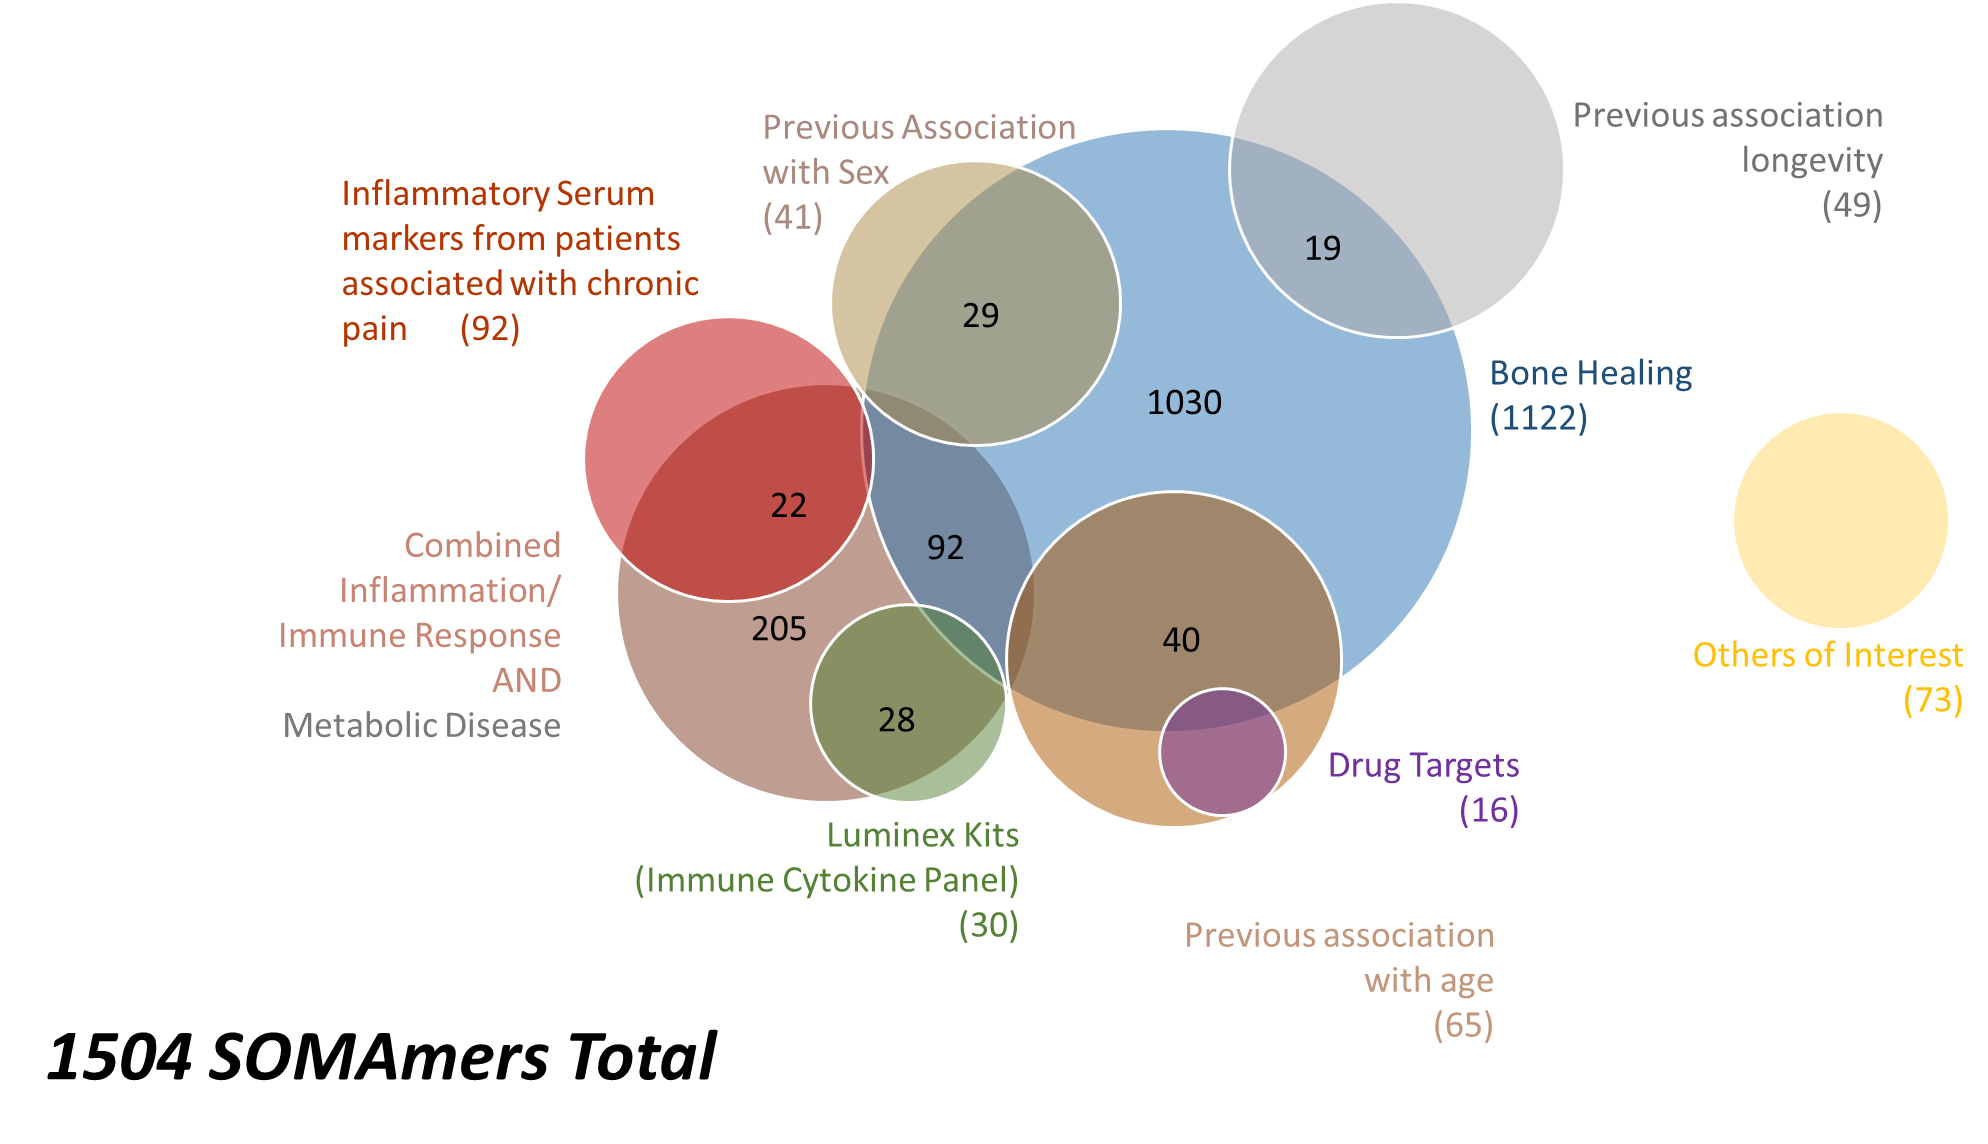 Previous Association
with Sex
(41)
Previous association
longevity
(49)
Inflammatory Serum
markers from patients
associated with chronic
pain (92)
19
29
1030
Bone Healing
(1122)
22
92
Combined
Inflammation/
Immune Response
AND
Metabolic Disease
205
40
28
Others of Interest
(73)
Drug Targets
(16)
Luminex Kits
(Immune Cytokine Panel)
(30)
Previous association
with age
(65)
1504 SOMAmers Total